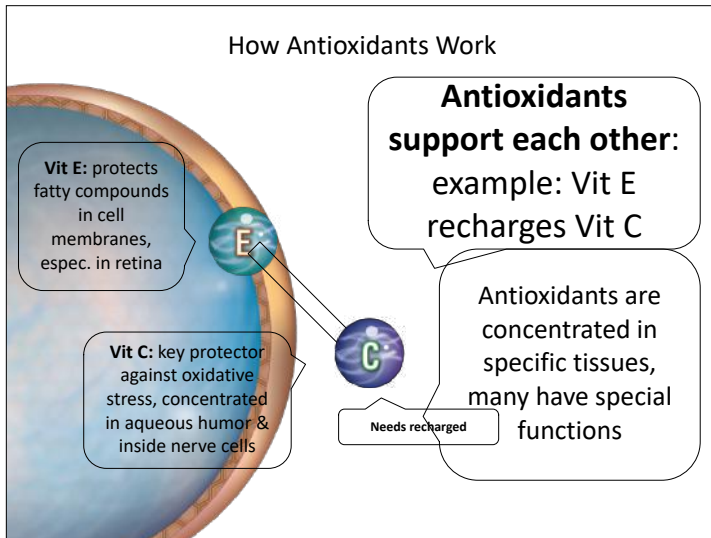 How Antioxidants Work
Antioxidants
support each other:
example: Vit E
recharges Vit C
Vit E: protects
fatty compounds
in cell
membranes,
espec. in retina
E
Antioxidants are
concentrated in
specific tissues,
many have special
functions
Vit C: key protector
against oxidative
stress, concentrated
in aqueous humor &
inside nerve cells
C
Needs recharged